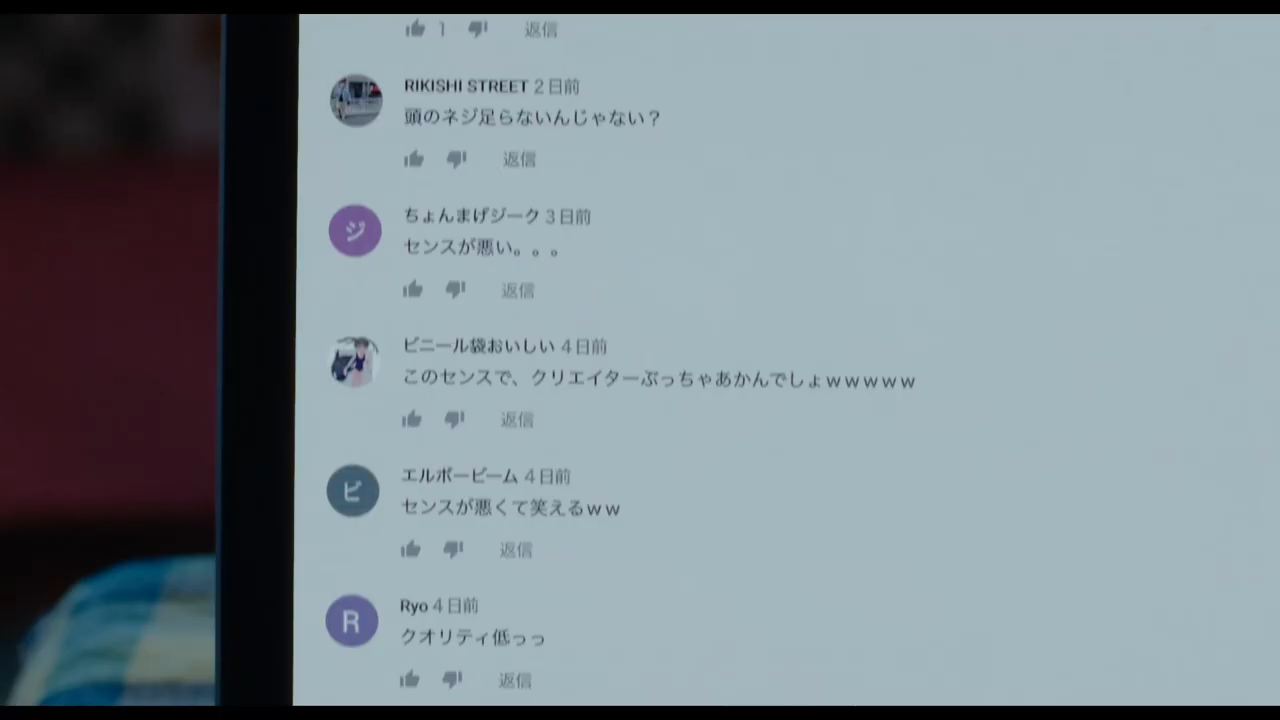 1 返信
RIKISHI STREET 2日前
頭のネジ足らないんじゃない？
返信
ジ
ちょんまげジーク 3日前
センスが悪い。。。
返信
ビニール袋おいしい 4日前
このセンスで、クリエイターぶっちゃあかんでしょｗｗｗｗｗ
返信
ビ
エルボービーム 4日前
センスが悪くて笑えるｗｗ
返信
R
Ryo 4日前
クオリティ低っっ
返信